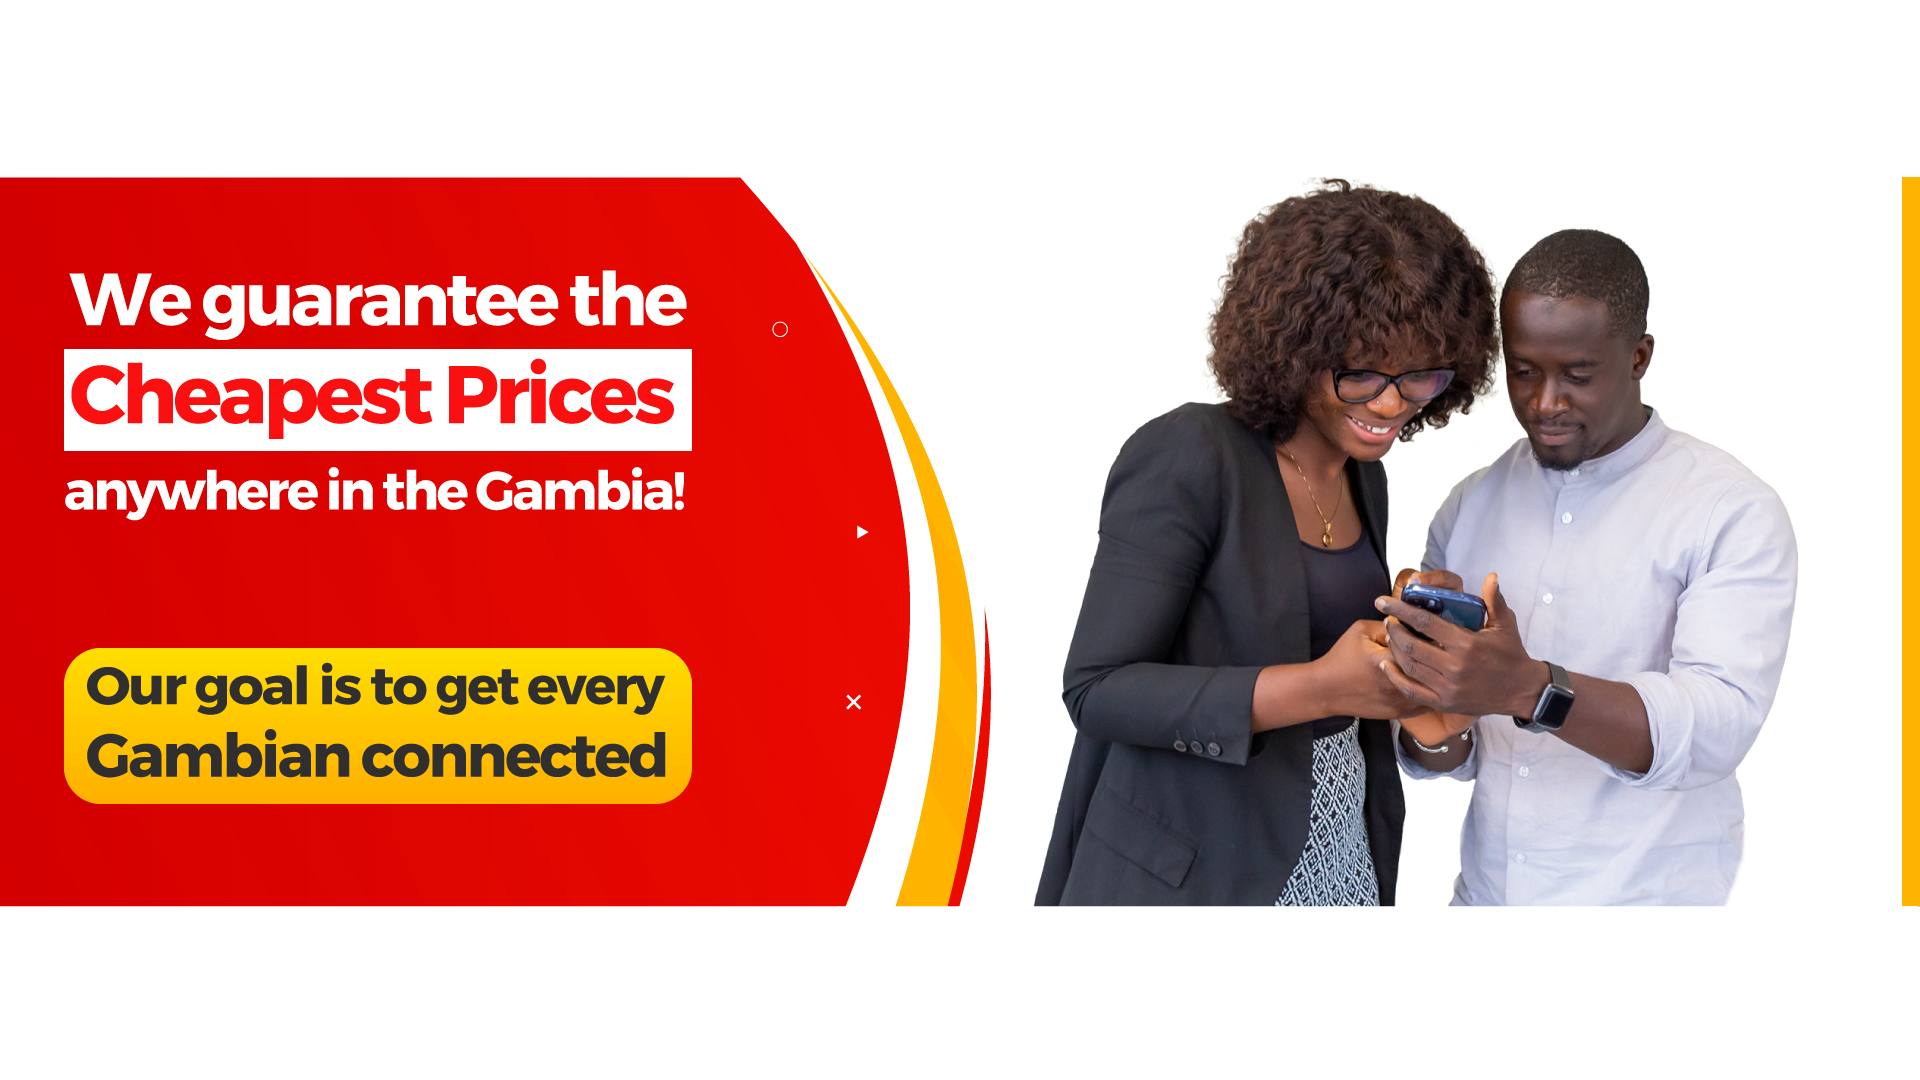 We guarantee the
Cheapest Prices
anywhere in the Gambia!
Our goal is to get every
Gambian connected